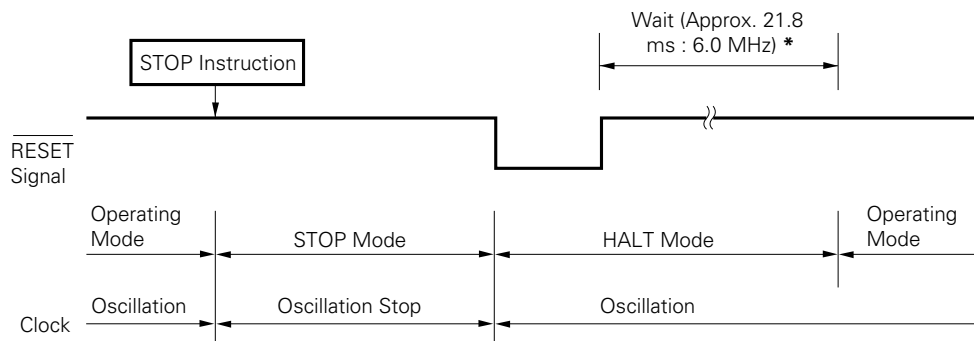 Wait (Approx. 21.8
ms : 6.0 MHz) *
STOP Instruction
RESET
Signal
Operating
Mode
STOP Mode
HALT Mode
Operating
Mode
Clock
Oscillation
Oscillation Stop
Oscillation